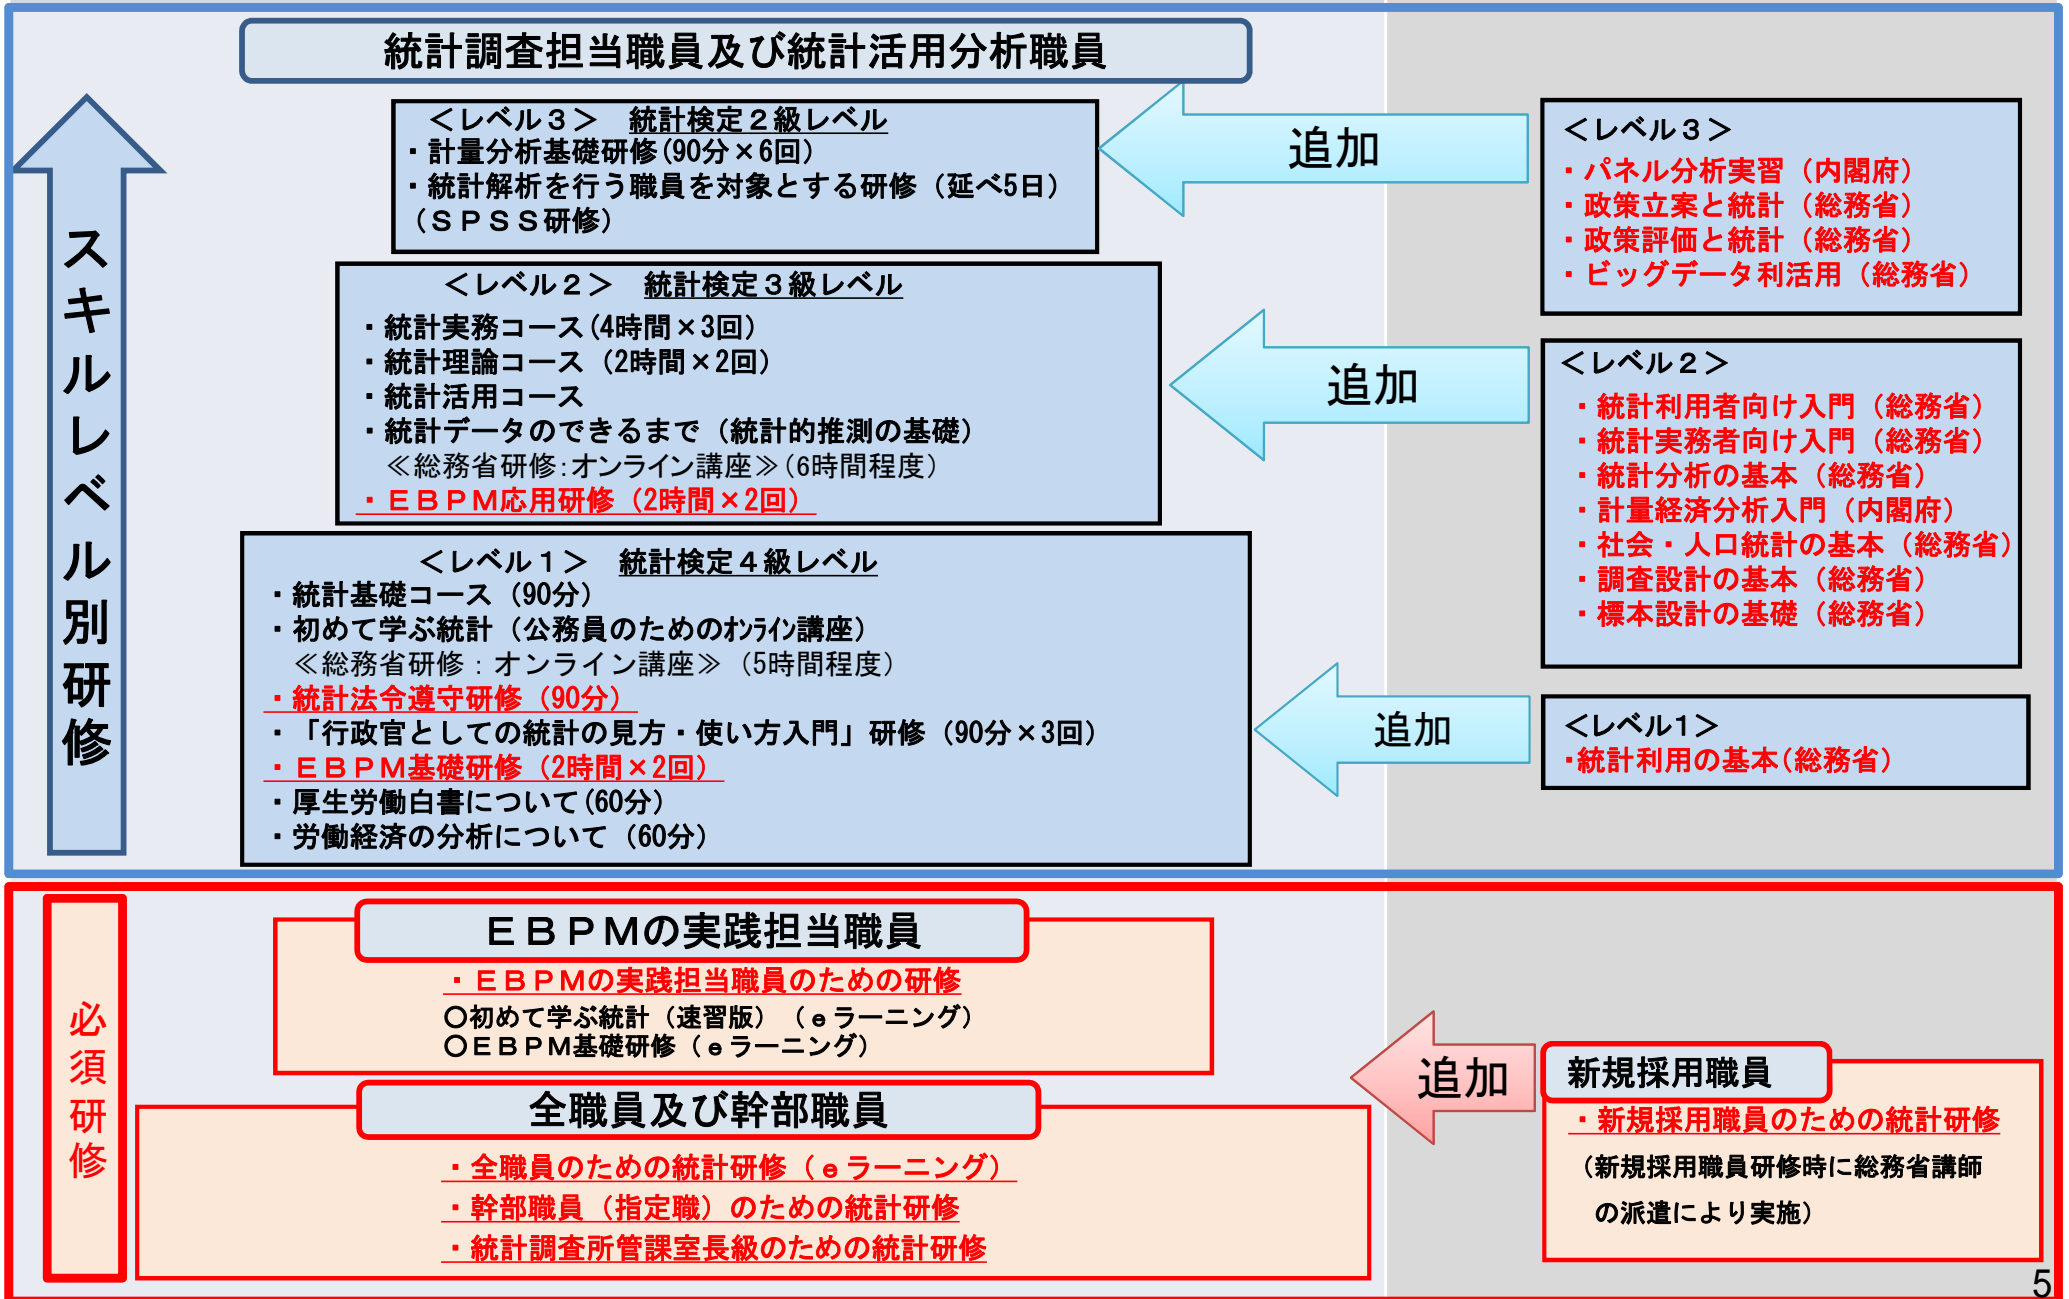 統計調査担当職員及び統計活用分析職員
スキルレベル別研修
＜レベル３＞　統計検定２級レベル
・計量分析基礎研修(90分×6回)
・統計解析を行う職員を対象とする研修（延べ5日）
（ＳＰＳＳ研修）
追加
＜レベル３＞
・パネル分析実習（内閣府）
・政策立案と統計（総務省）
・政策評価と統計（総務省）
・ビッグデータ利活用（総務省）
＜レベル２＞　統計検定３級レベル
・統計実務コース(4時間×3回)
・統計理論コース（2時間×2回）
・統計活用コース
・統計データのできるまで（統計的推測の基礎）
≪総務省研修：オンライン講座≫（6時間程度）
・ＥＢＰＭ応用研修（2時間×2回）
追加
＜レベル２＞
・統計利用者向け入門（総務省）
・統計実務者向け入門（総務省）
・統計分析の基本（総務省）
・計量経済分析入門（内閣府）
・社会・人口統計の基本（総務省）
・調査設計の基本（総務省）
・標本設計の基礎（総務省）
＜レベル１＞　統計検定４級レベル
・統計基礎コース（90分）
・初めて学ぶ統計（公務員のためのオンライン講座）
≪総務省研修：オンライン講座≫（5時間程度）
・統計法令遵守研修（90分）
・「行政官としての統計の見方・使い方入門」研修（90分×3回）
・ＥＢＰＭ基礎研修（2時間×2回）
・厚生労働白書について(60分)
・労働経済の分析について（60分）
追加
＜レベル１＞
・統計利用の基本（総務省）
必須研修
ＥＢＰＭの実践担当職員
・ＥＢＰＭの実践担当職員のための研修
〇初めて学ぶ統計（速習版）（ｅラーニング）
〇ＥＢＰＭ基礎研修（ｅラーニング）
全職員及び幹部職員
・全職員のための統計研修（ｅラーニング）
・幹部職員（指定職）のための統計研修
・統計調査所管課室長級のための統計研修
追加
新規採用職員
・新規採用職員のための統計研修
（新規採用職員研修時に総務省講師
の派遣により実施）
5